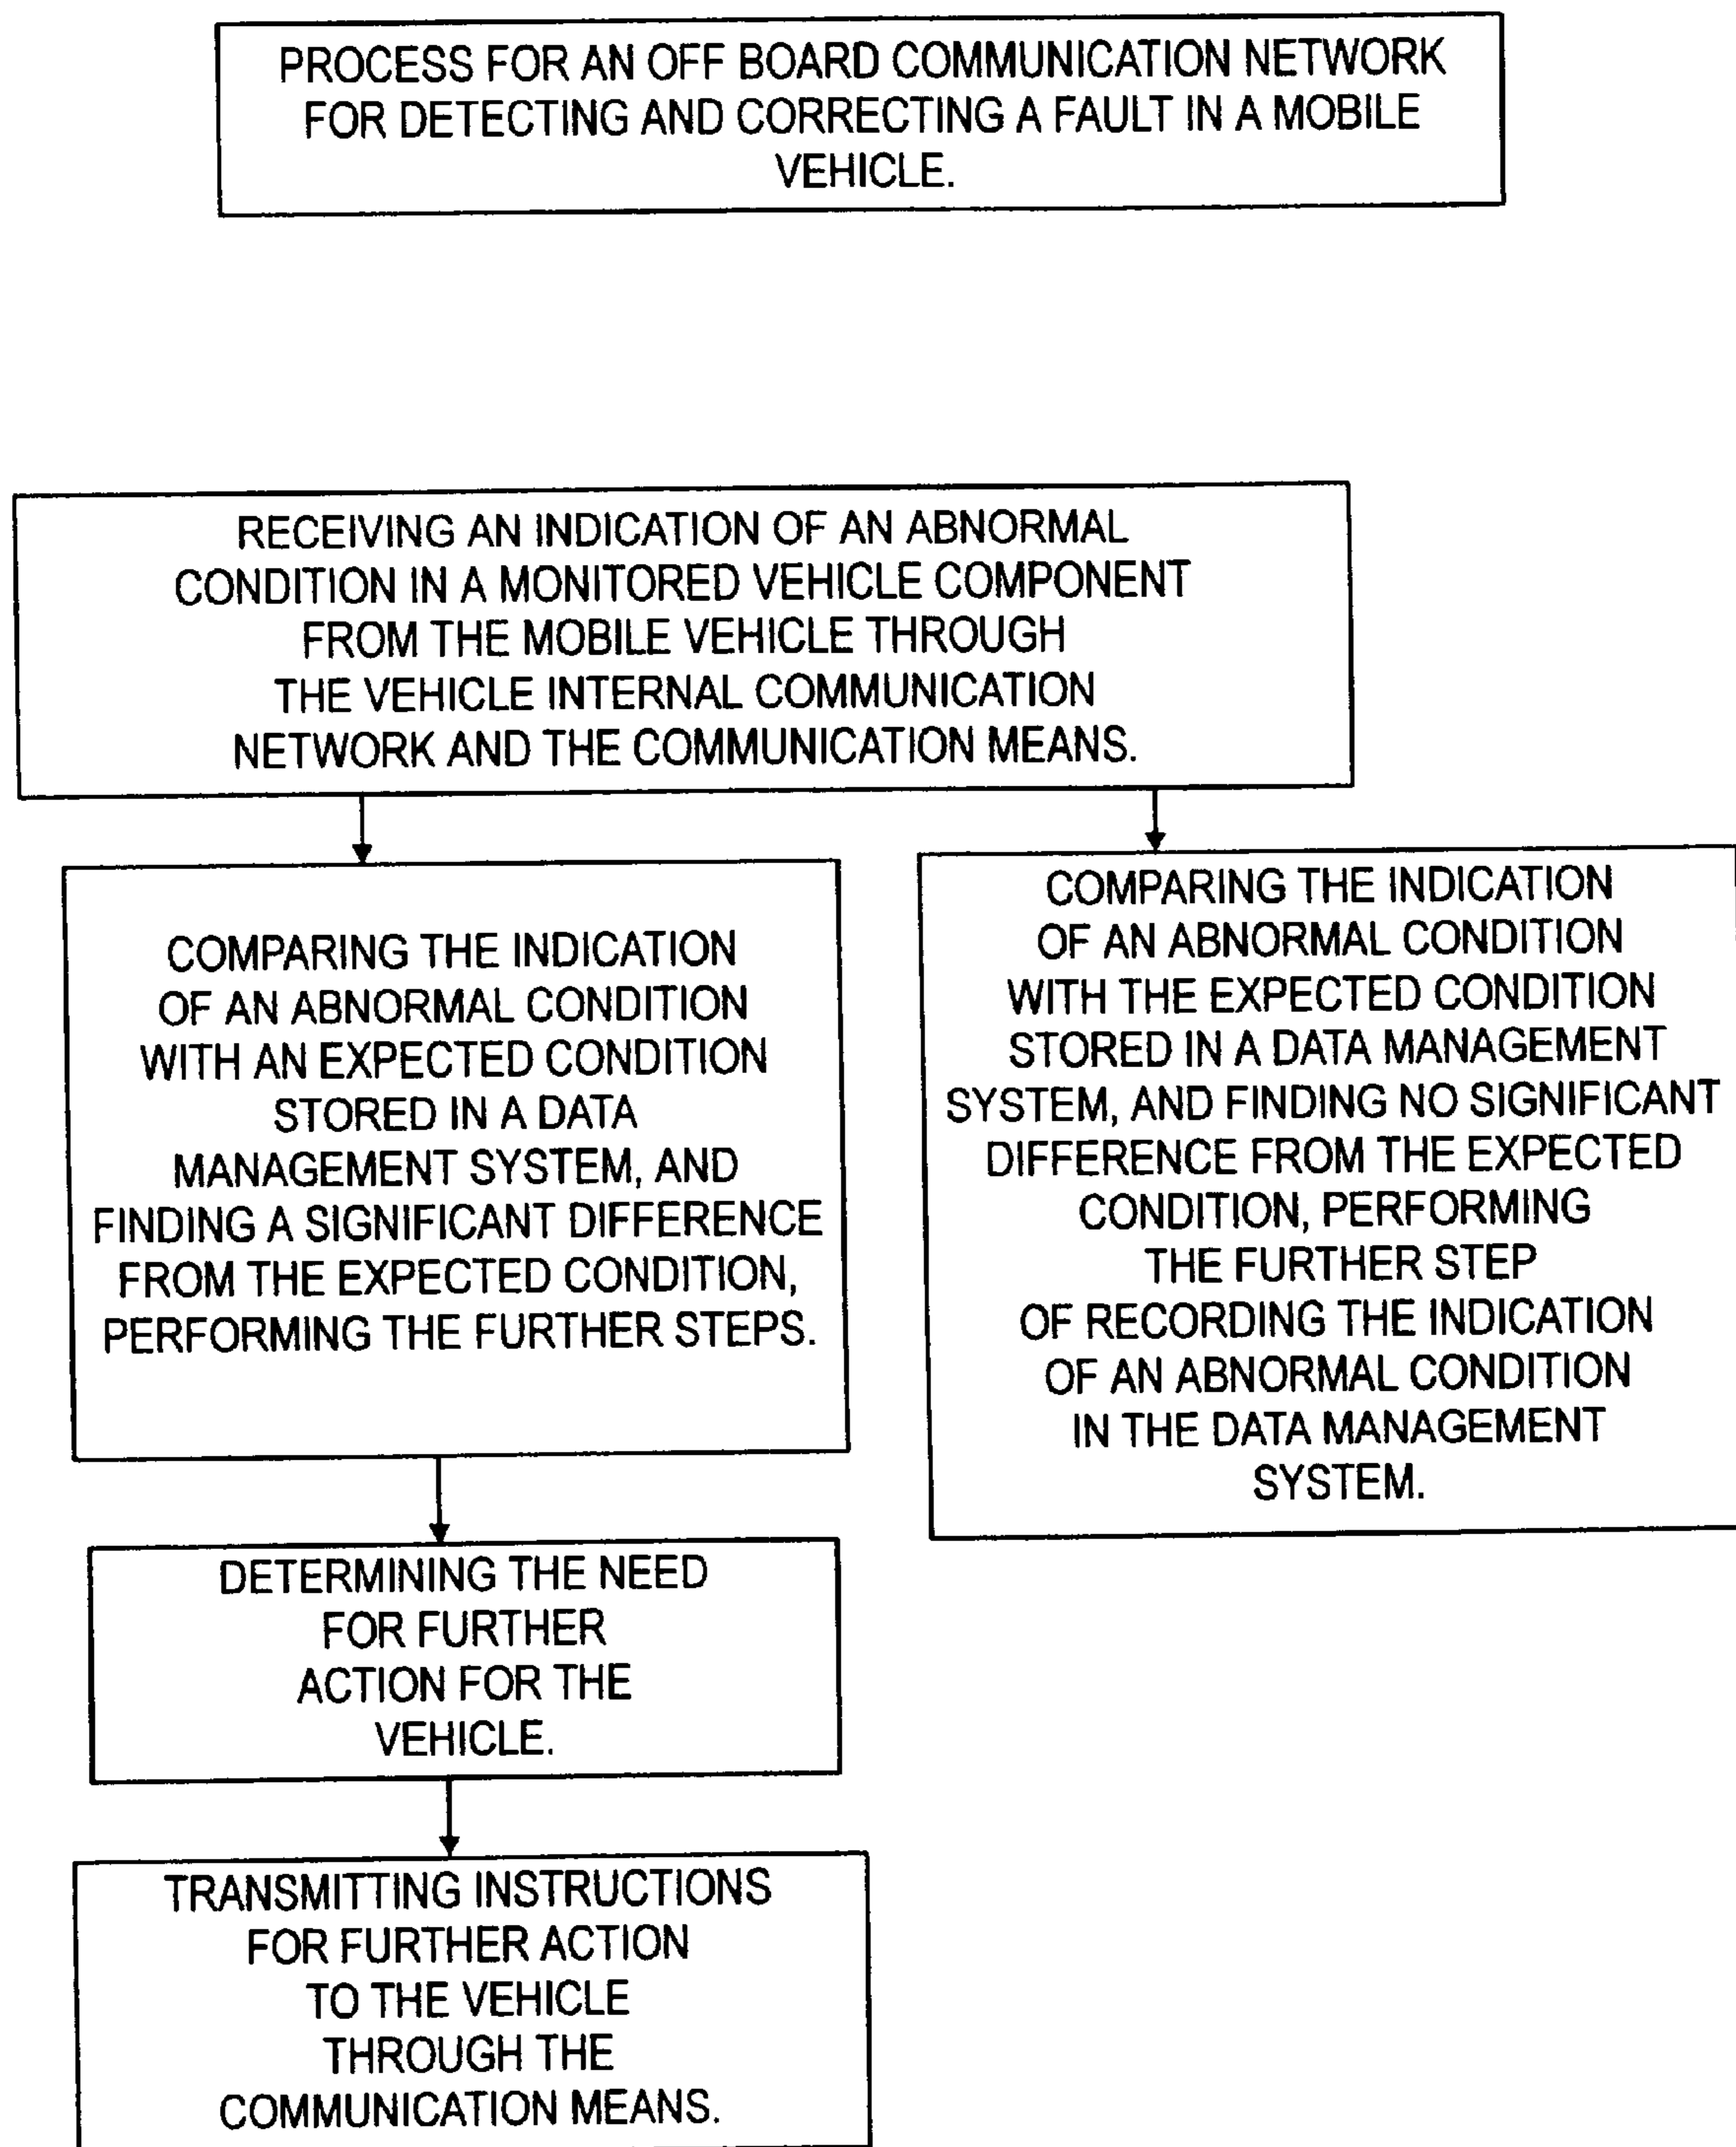 PROCESS FOR AN OFF BOARD COMMUNICATION NETWORK
FOR DETECTING AND CORRECTING A FAULT IN A MOBILE
VEHICLE.
RECEIVING AN INDICATION OF AN ABNORMAL
CONDITION IN A MONITORED VEHICLE COMPONENT
FROM THE MOBILE VEHICLE THROUGH
THE VEHICLE INTERNAL COMMUNICATION
NETWORK AND THE COMMUNICATION MEANS.
COMPARING THE INDICATION
OF AN ABNORMAL CONDITION
WITH AN EXPECTED CONDITION
STORED IN A DATA
MANAGEMENT SYSTEM, AND
FINDING A SIGNIFICANT DIFFERENCE
FROM THE EXPECTED CONDITION,
PERFORMING THE FURTHER STEPS.
COMPARING THE INDICATION
OF AN ABNORMAL CONDITION
WITH THE EXPECTED CONDITION
STORED IN A DATA MANAGEMENT
SYSTEM, AND FINDING NO SIGNIFICANT
DIFFERENCE FROM THE EXPECTED
CONDITION, PERFORMING
THE FURTHER STEP
OF RECORDING THE INDICATION
OF AN ABNORMAL CONDITION
IN THE DATA MANAGEMENT
SYSTEM.
DETERMINING THE NEED
FOR FURTHER
ACTION FOR THE
VEHICLE.
TRANSMITTING INSTRUCTIONS
FOR FURTHER ACTION
TO THE VEHICLE
THROUGH THE
COMMUNICATION MEANS.